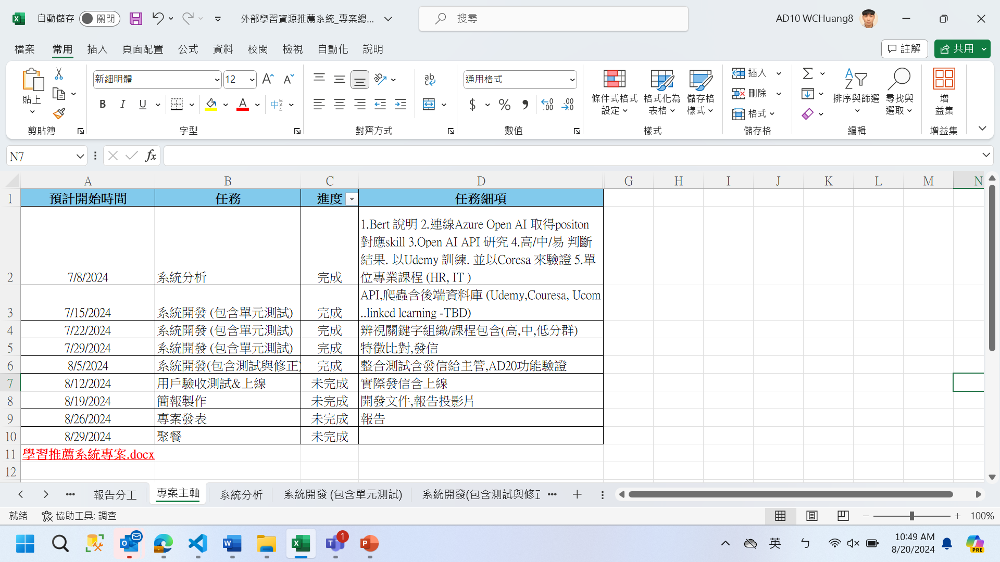 自動儲存 關閉 外部學習資源推薦系統_專案總... 搜尋 AD10 WCHuang8
檔案 常用 插入 頁面配置 公式 資料 校閱 檢視 自動化 說明 註解 共用
新細明體 12 通用格式
貼上
B I U
$ % 9
條件式格式設定
格式化為表格
儲存格樣式
插入
刪除
格式
排序與篩選
尋找與選取
增益集
剪貼簿 字型 對齊方式 數值 樣式 儲存格 編輯 增益集
N7 fx
A B C D G H I J K L M N
1 預計開始時間 任務 進度 任務細項
1.Bert 說明 2.連線Azure Open AI 取得positon
對應skill 3.Open AI API 研究 4.高/中/易 判斷
結果. 以Udemy 訓練. 並以Coresa 來驗證 5.單
2 7/8/2024 系統分析 完成 位專業課程 (HR, IT )
API,爬蟲含後端資料庫 (Udemy,Couresa, Ucom
3 7/15/2024 系統開發 (包含單元測試) 完成 ..linked learning -TBD)
4 7/22/2024 系統開發 (包含單元測試) 完成 辨視關鍵字組織/課程包含(高,中,低分群)
5 7/29/2024 系統開發 (包含單元測試) 完成 特徵比對,發信
6 8/5/2024 系統開發(包含測試與修正) 完成 整合測試含發信給主管,AD20功能驗證
7 8/12/2024 用戶驗收測試&上線 未完成 實際發信含上線
8 8/19/2024 簡報製作 未完成 開發文件,報告投影片
9 8/26/2024 專案發表 未完成 報告
10 8/29/2024 聚餐 未完成
11 學習推薦系統專案.docx
12
報告分工 專案主軸 系統分析 系統開發 (包含單元測試) 系統開發(包含測試與修正
就緒 協助工具: 調查 100%
1 英 ㄅ 10:49 AM
8/20/2024 PRE